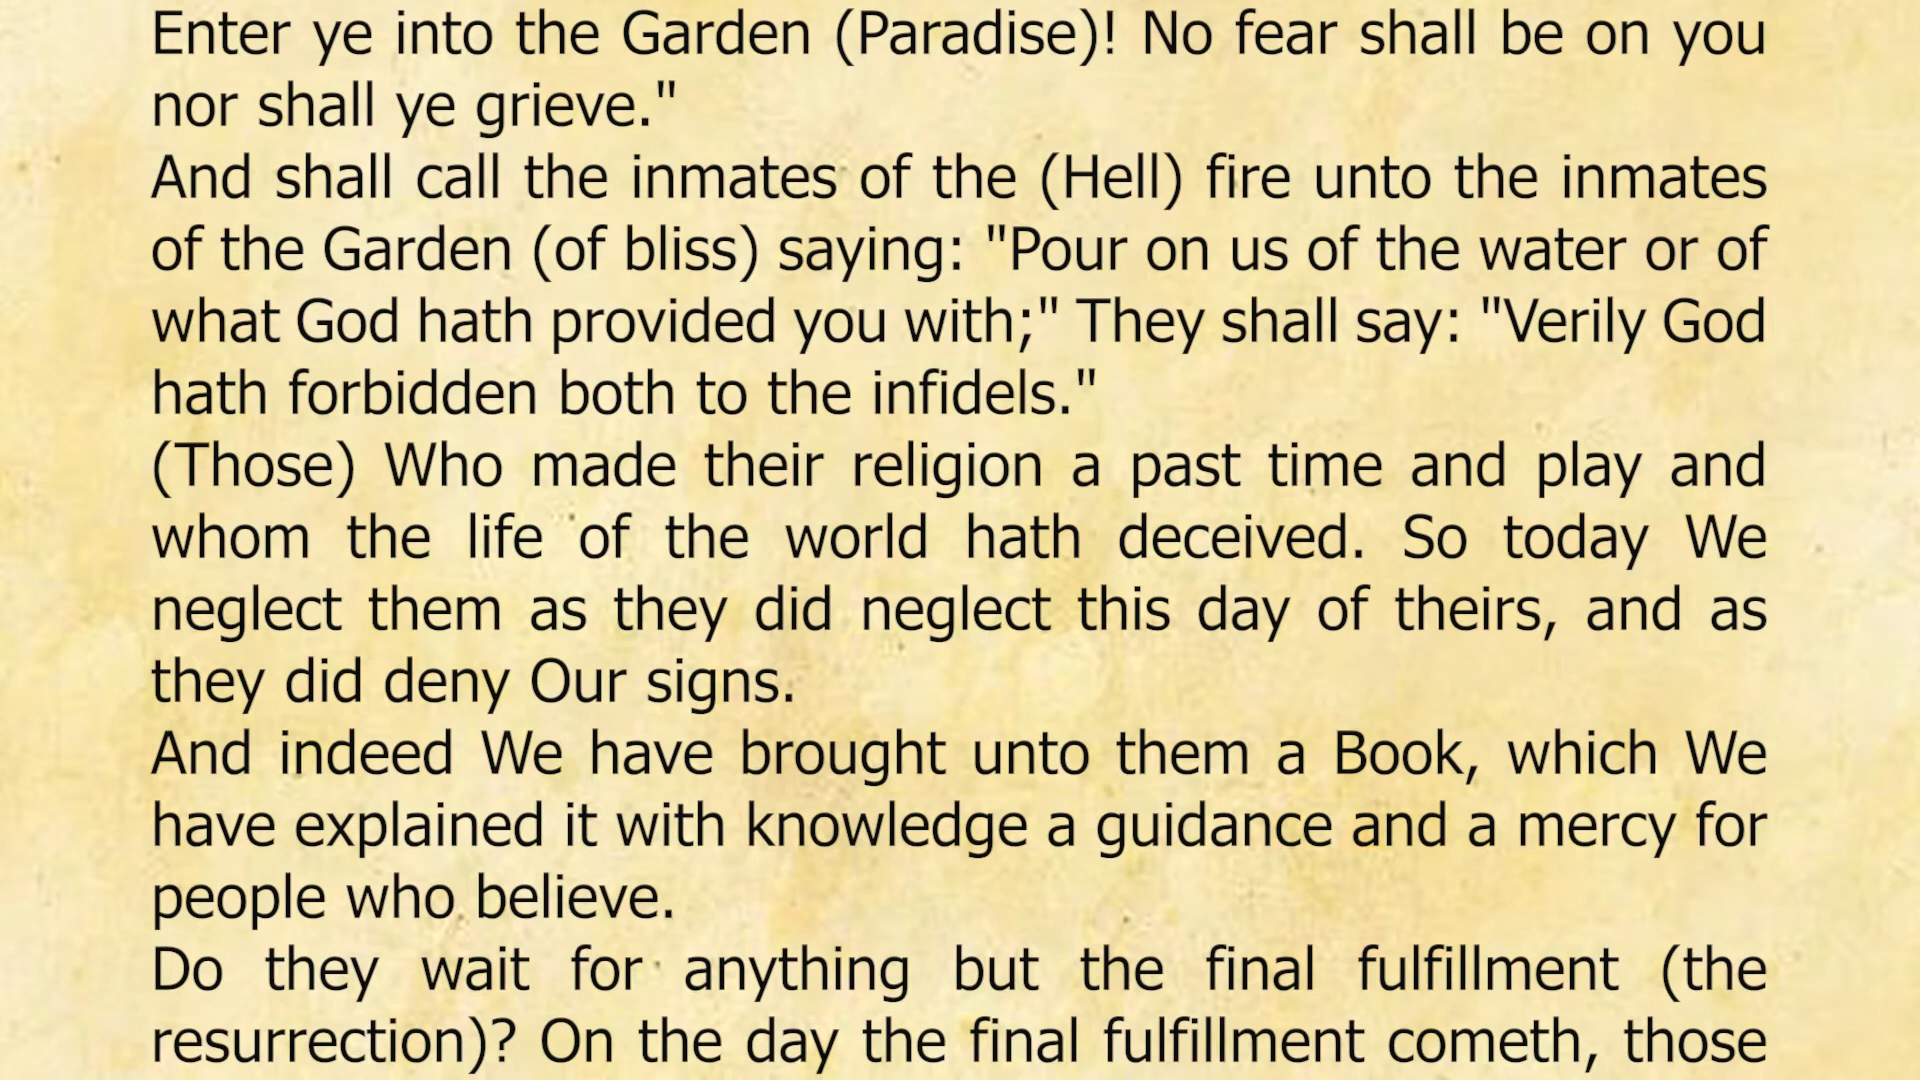 Enter ye into the Garden (Paradise)! No fear shall be on you
nor shall ye grieve."
And shall call the inmates of the (Hell) fire unto the inmates
of the Garden (of bliss) saying: "Pour on us of the water or of
what God hath provided you with;" They shall say: "Verily God
hath forbidden both to the infidels."
(Those) Who made their religion a past time and play and
whom the life of the world hath deceived. So today We
neglect them as they did neglect this day of theirs, and as
they did deny Our signs.
And indeed We have brought unto them a Book, which We
have explained it with knowledge a guidance and a mercy for
people who believe.
Do they wait for anything but the final fulfillment (the
resurrection)? On the day the final fulfillment cometh, those